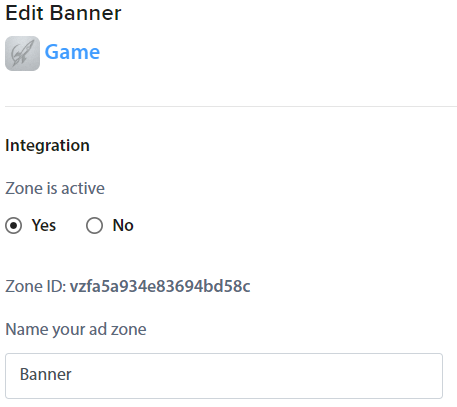 Edit Banner
Game
Integration
Zone is active
Yes No
Zone ID: vzfa5a934e83694bd58c
Name your ad zone
Banner